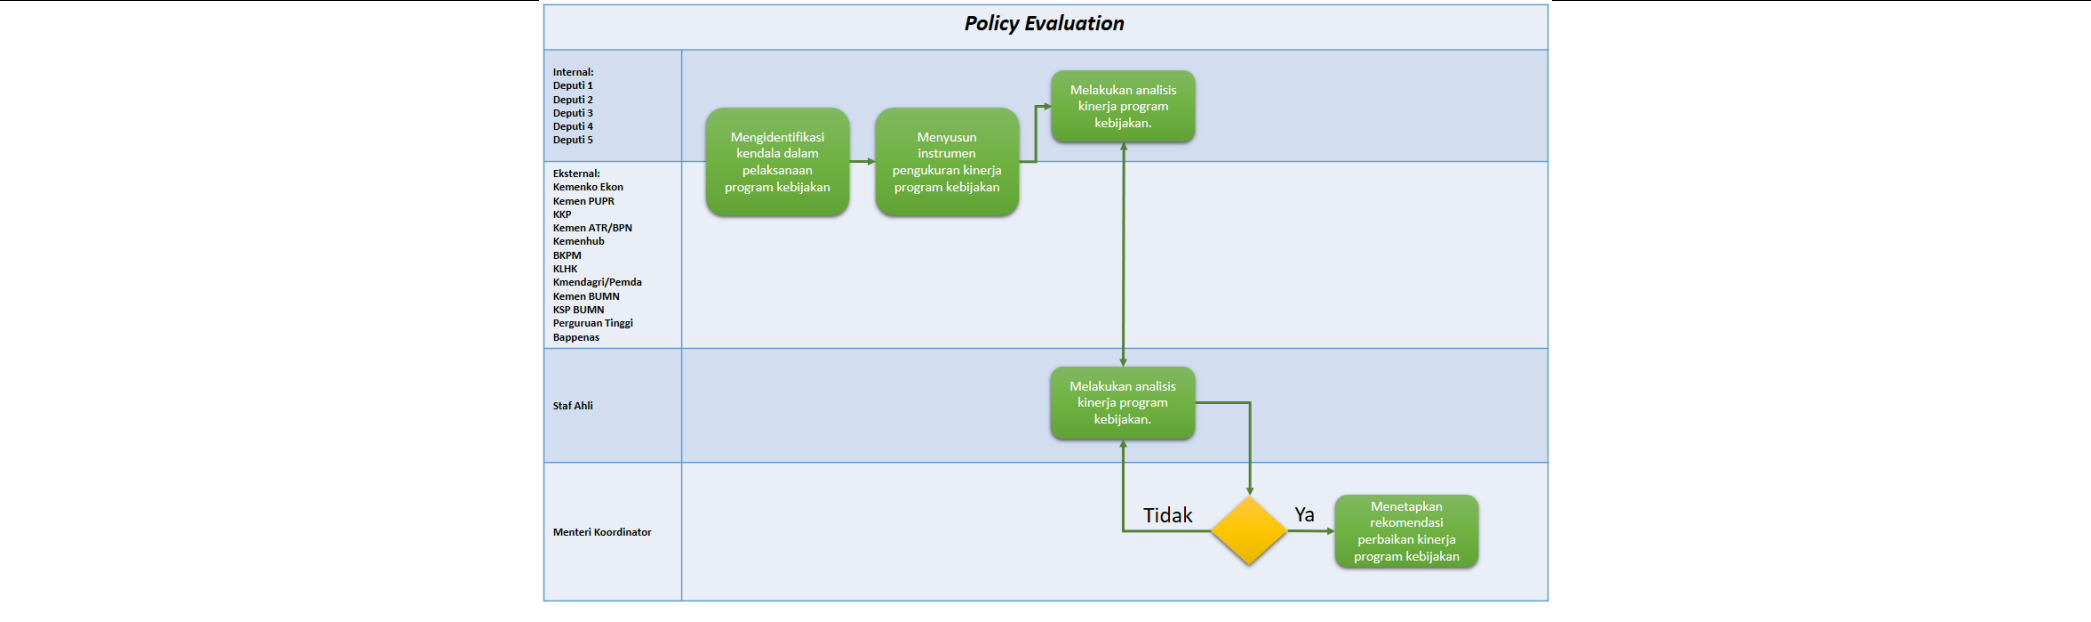 Policy Evaluation
Internal:
Deputi 1
Deputi 2
Deputi 3
Deputi 4
Deputi 5
Mengidentifikasi
kendala dalam
pelaksanaan
program kebijakan
Menyusun
instrumen
pengukuran kinerja
program kebijakan
Melakukan analisis
kinerja program
kebijakan.
Eksternal:
Kemenko Ekon
Kemen PUPR
KKP
Kemen ATR/BPN
Kemenhub
BKPM
KLHK
Kmendagri/Pemda
Kemen BUMN
KSP BUMN
Perguruan Tinggi
Bappenas
Staf Ahli
Melakukan analisis
kinerja program
kebijakan.
Menteri Koordinator
Tidak
Ya
Menetapkan
rekomendasi
perbaikan kinerja
program kebijakan